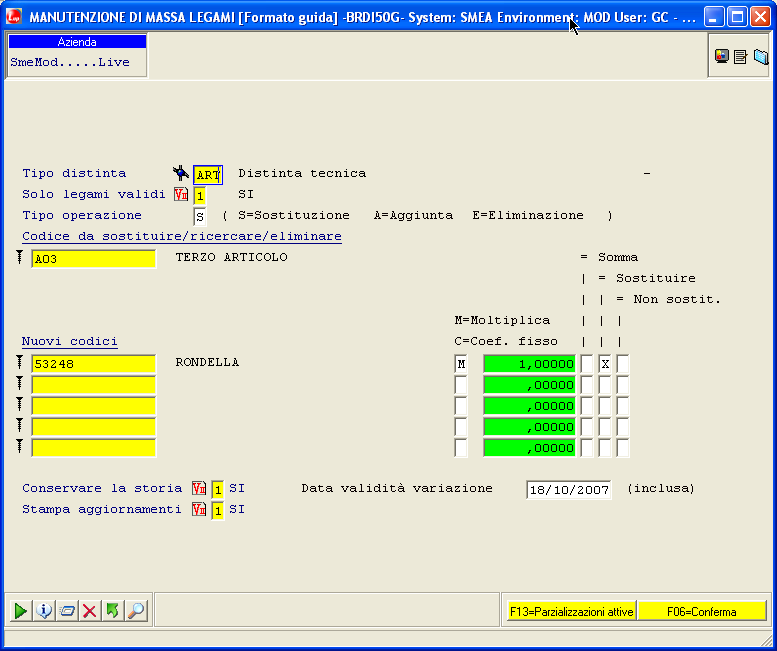 MANUTENZIONE DI MASSA LEGAMI [Formato guida] -BRDI50G- System: SMEA Environment: MOD User: GC - ...
Azienda
SmeMod.....Live
Tipo distinta ART Distinta tecnica -
Solo legami validi 1 SI
Tipo operazione S ( S=Sostituzione A=Aggiunta E=Eliminazione )
Codice da sostituire/ricercare/eliminare
A03 TERZO ARTICOLO = Somma
| = Sostituire
| | = Non sostit.
M=Moltiplica | | |
Nuovi codici C=Coef. fisso | | |
53248 RONDELLA M 1,00000 X
,00000
,00000
,00000
,00000
Conservare la storia 1 SI Data validità variazione 18/10/2007 (inclusa)
Stampa aggiornamenti 1 SI
F13=Parzializzazioni attive F06=Conferma